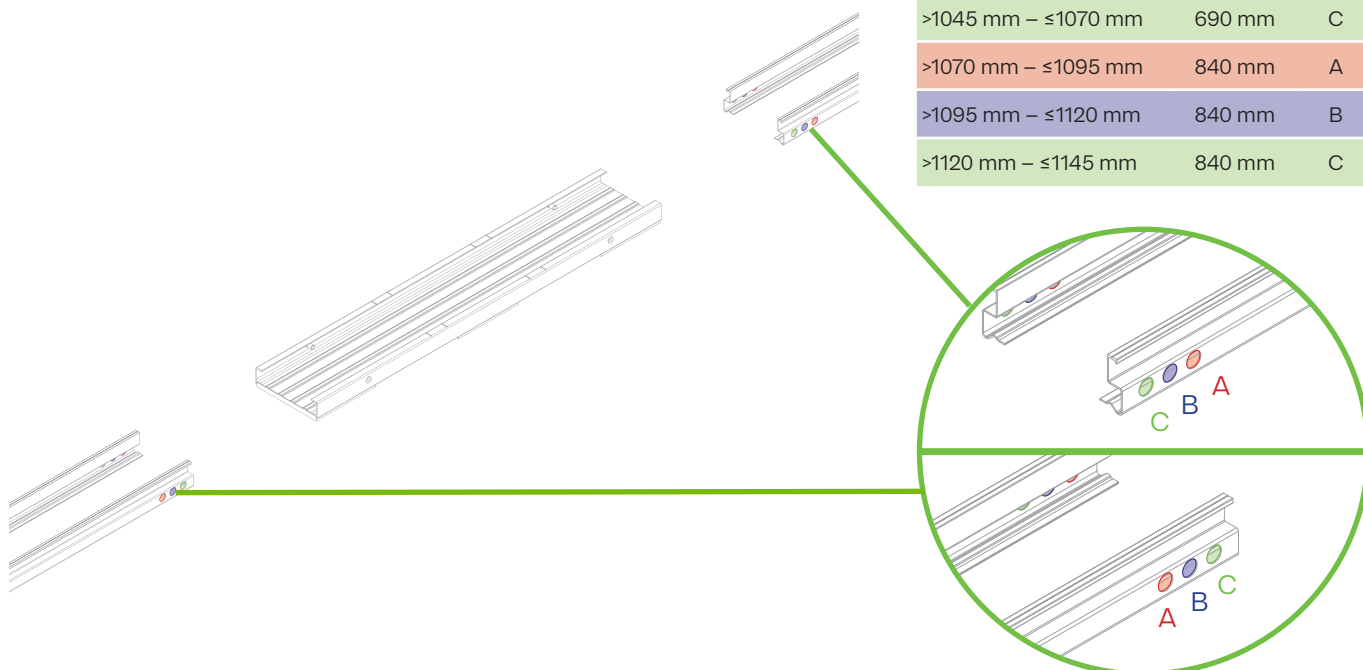 >1045 mm – ≤1070 mm 690 mm C
>1070 mm – ≤1095 mm 840 mm A
>1095 mm – ≤1120 mm 840 mm B
>1120 mm – ≤1145 mm 840 mm C
A
B
C
C
B
A